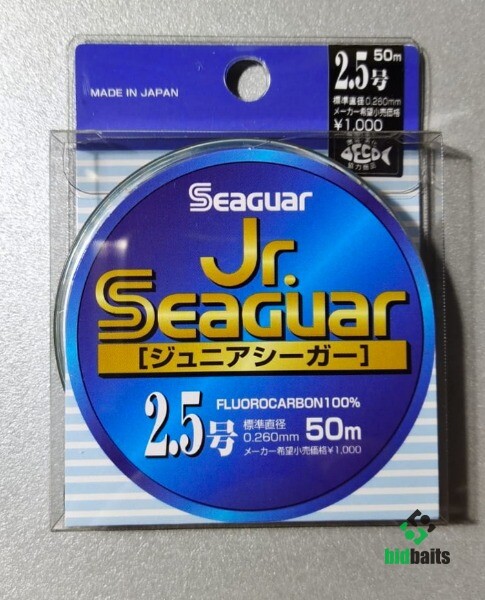 MADE IN JAPAN
2.5号 50m
標準直径0.260mm
メーカー希望小売価格
¥1,000
Seaguar
Jr.
Seaguar
[ジュニアシーガー]
FLUOROCARBON100%
2.5号 標準直径 0.260mm 50m
メーカー希望小売価格¥1,000
bidbaits